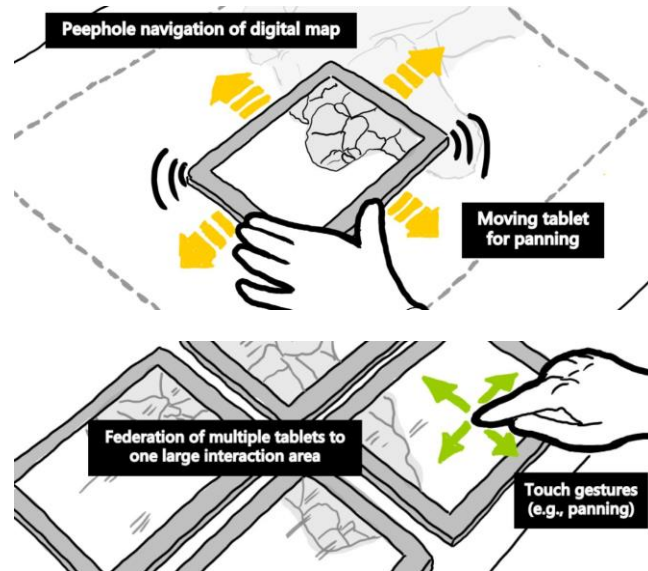 Peephole navigation of digital map
Moving tablet
for panning
Federation of multiple tablets to
one large interaction area
Touch gestures
(e.g., panning)